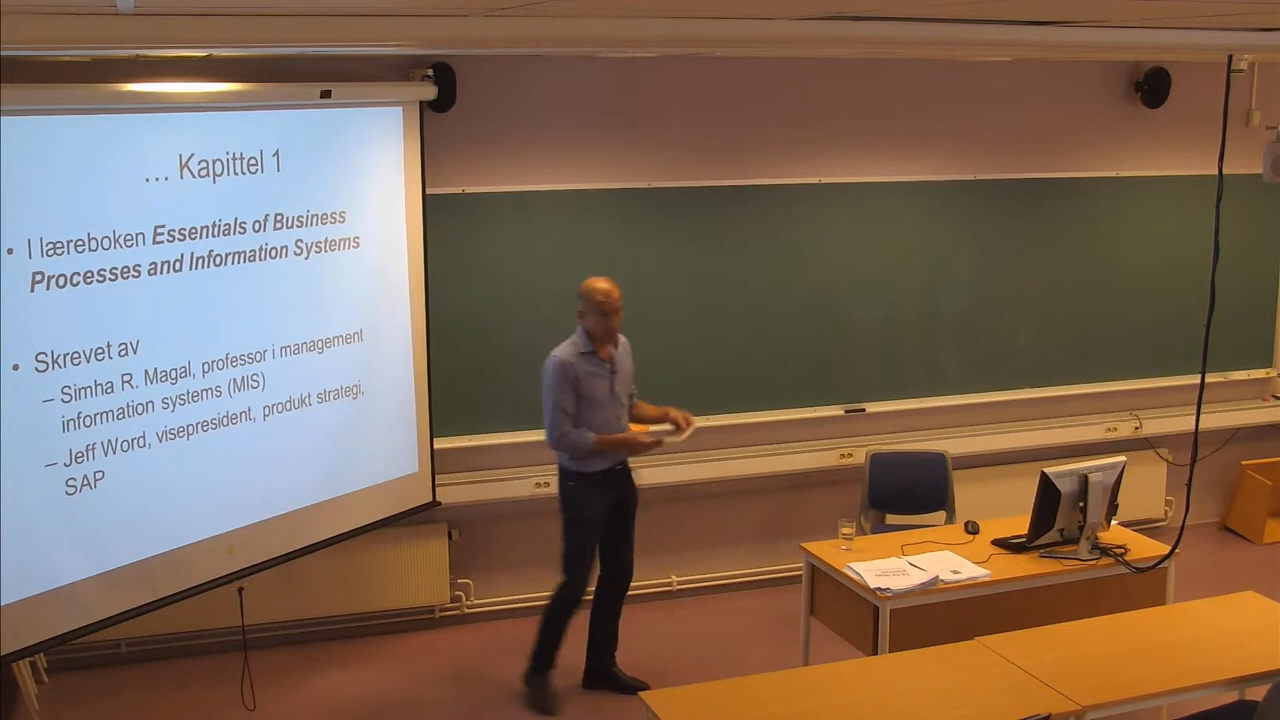 ... Kapittel 1
• I læreboken Essentials of Business
Processes and Information Systems
• Skrevet av
– Simha R. Magal, professor i management
information systems (MIS)
– Jeff Word, visepresident, produkt strategi,
SAP